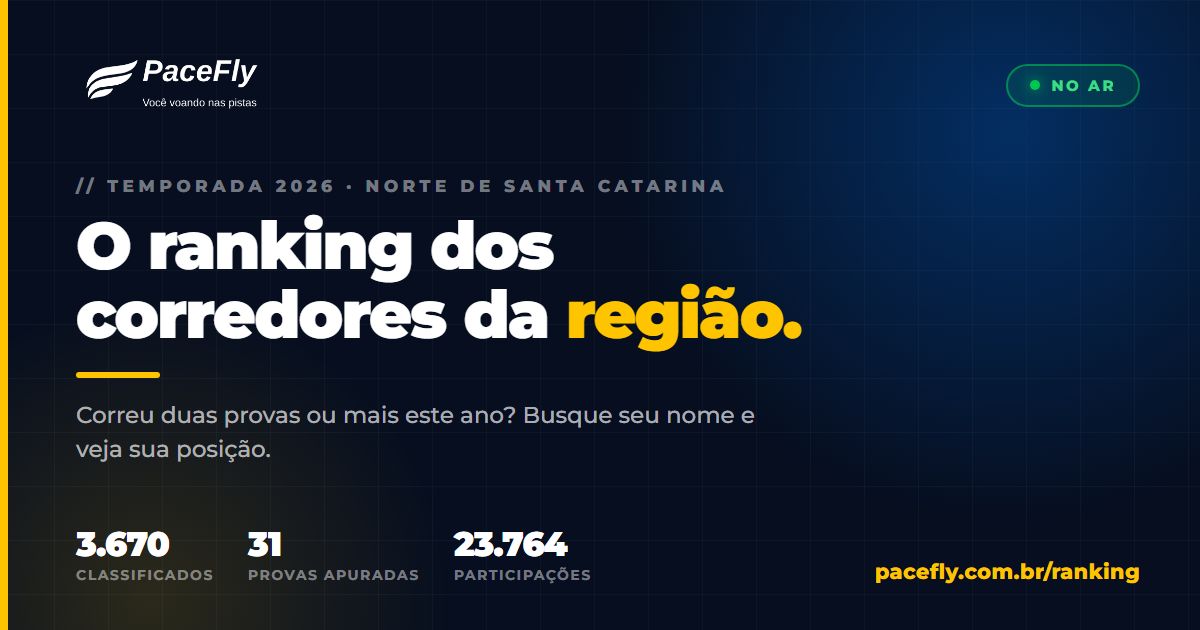 PaceFly
Você voando nas pistas
NO AR
// TEMPORADA 2026 · NORTE DE SANTA CATARINA
O ranking dos
corredores da região.
Correu duas provas ou mais este ano? Busque seu nome e
veja sua posição.
3.670
CLASSIFICADOS
31
PROVAS APURADAS
23.764
PARTICIPAÇÕES
pacefly.com.br/ranking